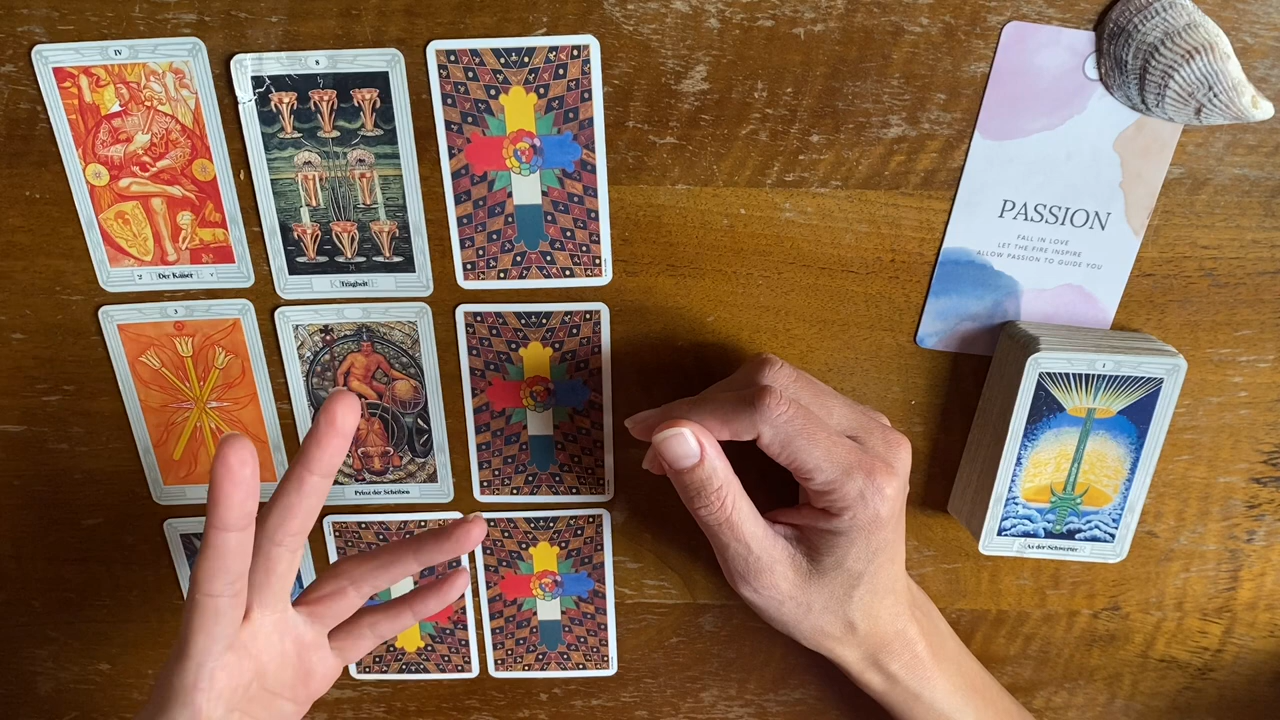 IV
Der Kaiser
8
Trägheit
3
Prinz der Scheiben
PASSION
FALL IN LOVE
LET THE FIRE INSPIRE
ALLOW PASSION TO GUIDE YOU
1
As der Schwerter